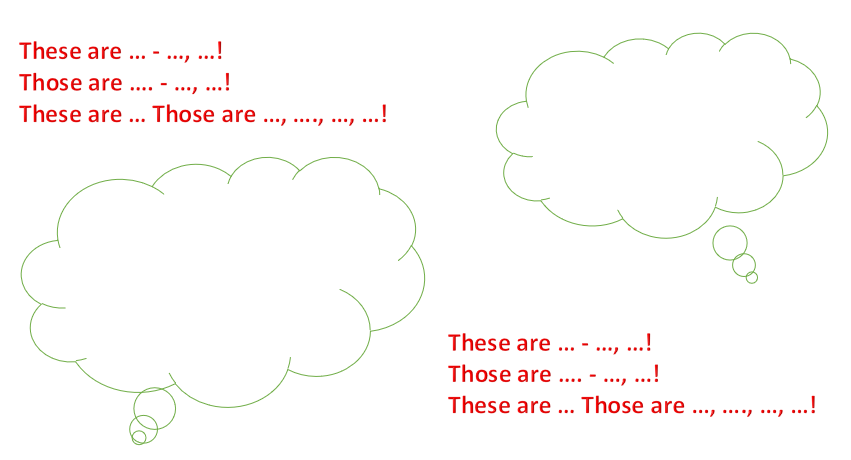 These are ... - ..., ...!
Those are .... - ..., ...!
These are ... Those are ..., ...., ..., ...!
These are ... - ..., ...!
Those are .... - ..., ...!
These are ... Those are ..., ...., ..., ...!